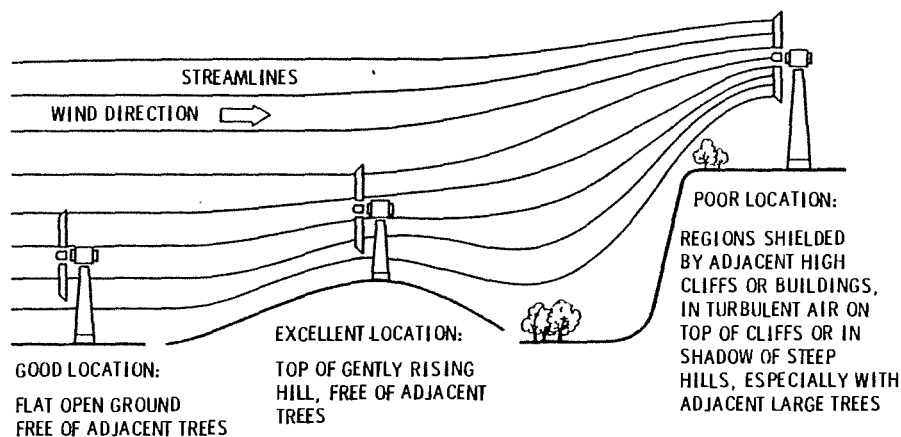 STREAMLINES
WIND DIRECTION
GOOD LOCATION:
FLAT OPEN GROUND
FREE OF ADJACENT TREES
EXCELLENT LOCATION:
TOP OF GENTLY RISING
HILL, FREE OF ADJACENT
TREES
POOR LOCATION:
REGIONS SHIELDED
BY ADJACENT HIGH
CLIFFS OR BUILDINGS,
IN TURBULENT AIR ON
TOP OF CLIFFS OR IN
SHADOW OF STEEP
HILLS, ESPECIALLY WITH
ADJACENT LARGE TREES